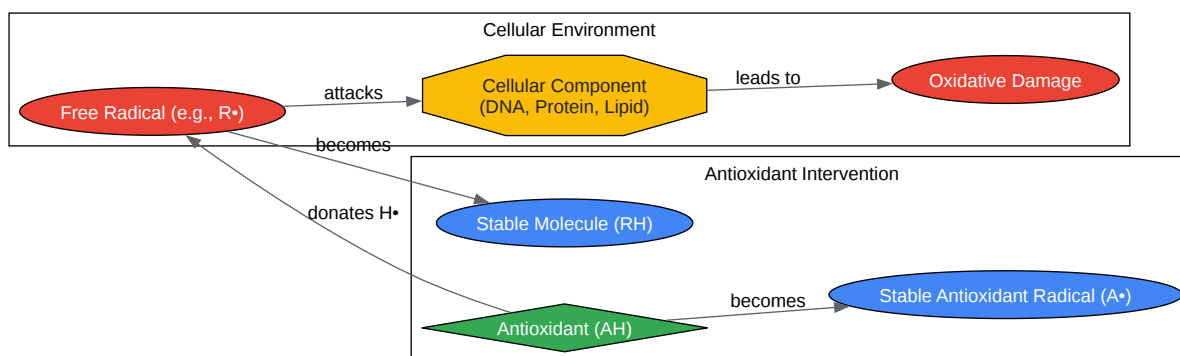 Cellular Environment
Free Radical (e.g., R•)
attacks
Cellular Component
(DNA, Protein, Lipid)
leads to
Oxidative Damage
becomes
donates H•
Antioxidant Intervention
Stable Molecule (RH)
Antioxidant (AH)
becomes
Stable Antioxidant Radical (A•)